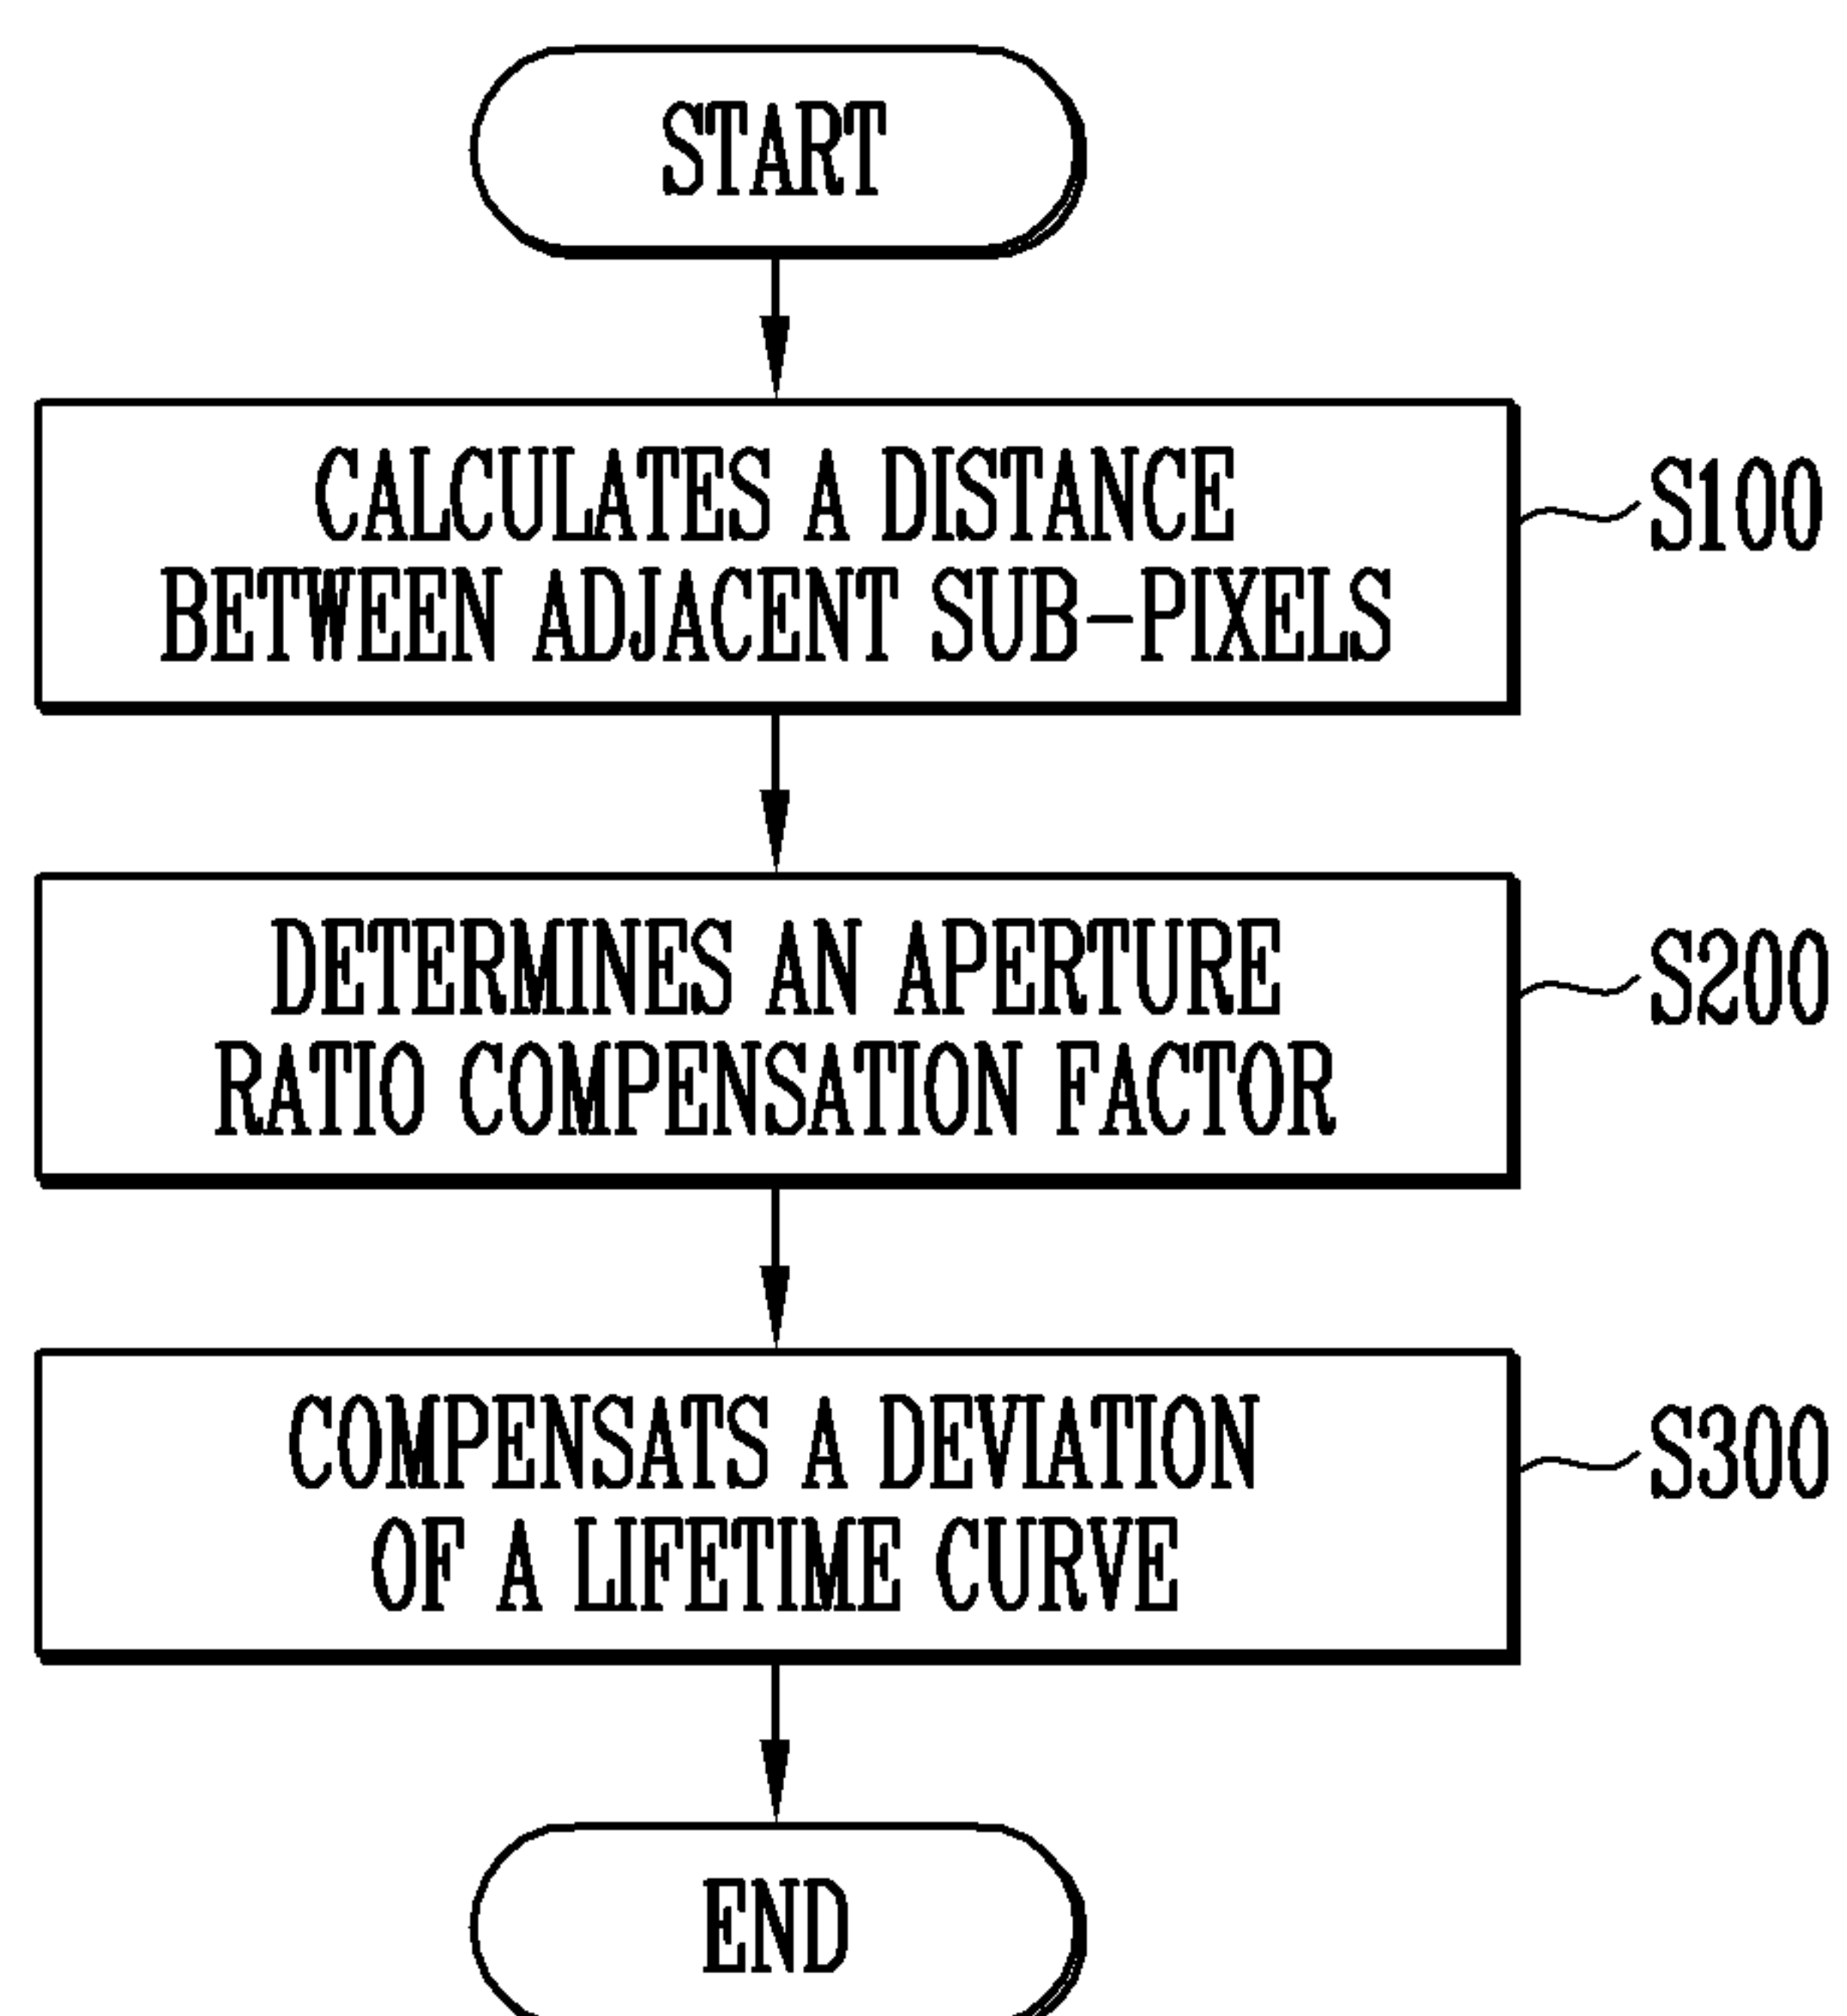 START
CALCULATES A DISTANCE
BETWEEN ADJACENT SUB-PIXELS
S100
DETERMINES AN APERTURE
RATIO COMPENSATION FACTOR
S200
COMPENSATS A DEVIATION
OF A LIFETIME CURVE
S300
END